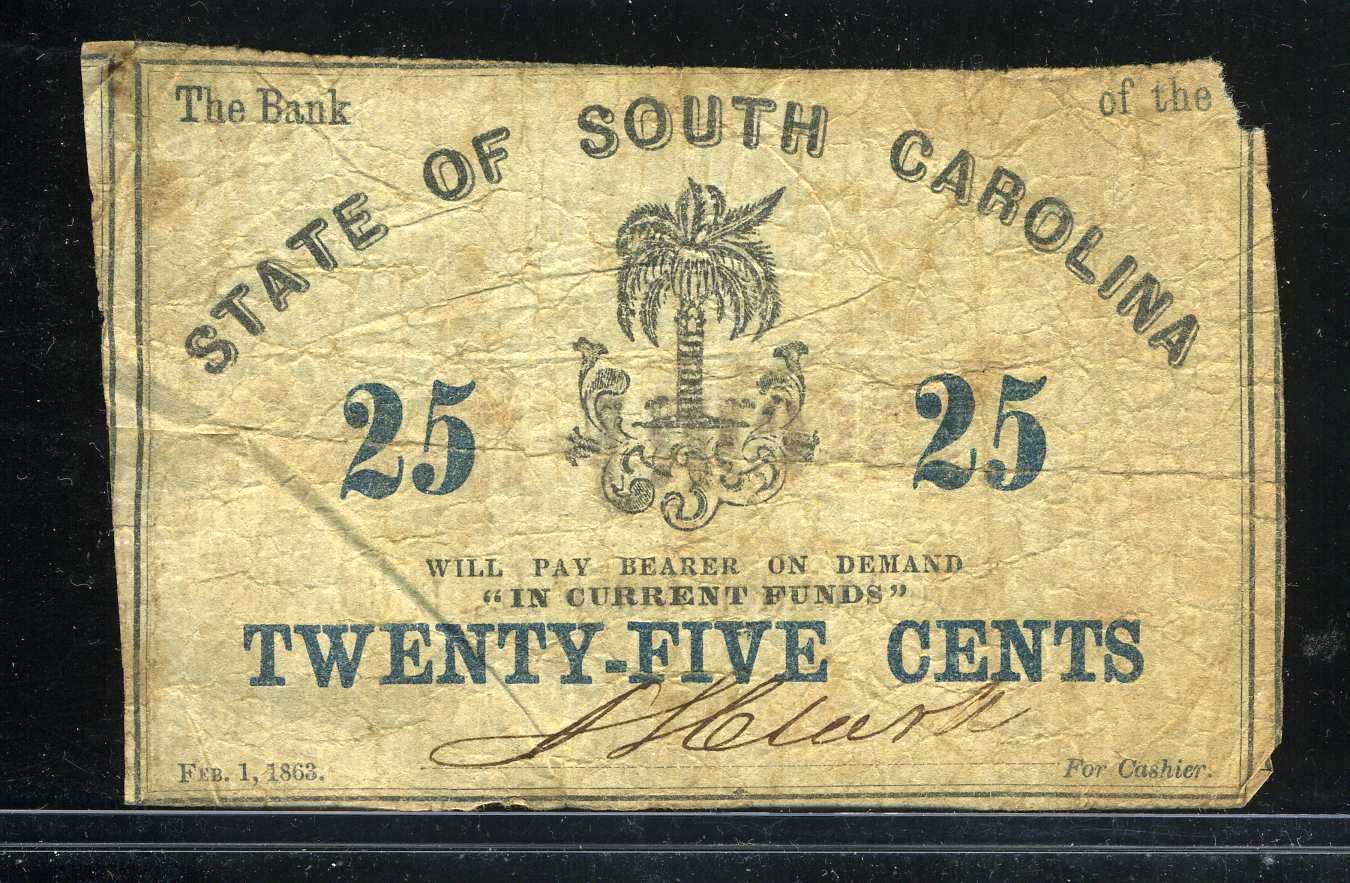 The Bank of the
STATE OF SOUTH CAROLINA
25 25
WILL PAY BEARER ON DEMAND
"IN CURRENT FUNDS"
TWENTY-FIVE CENTS
Clark
FEB. 1, 1863. For Cashier.